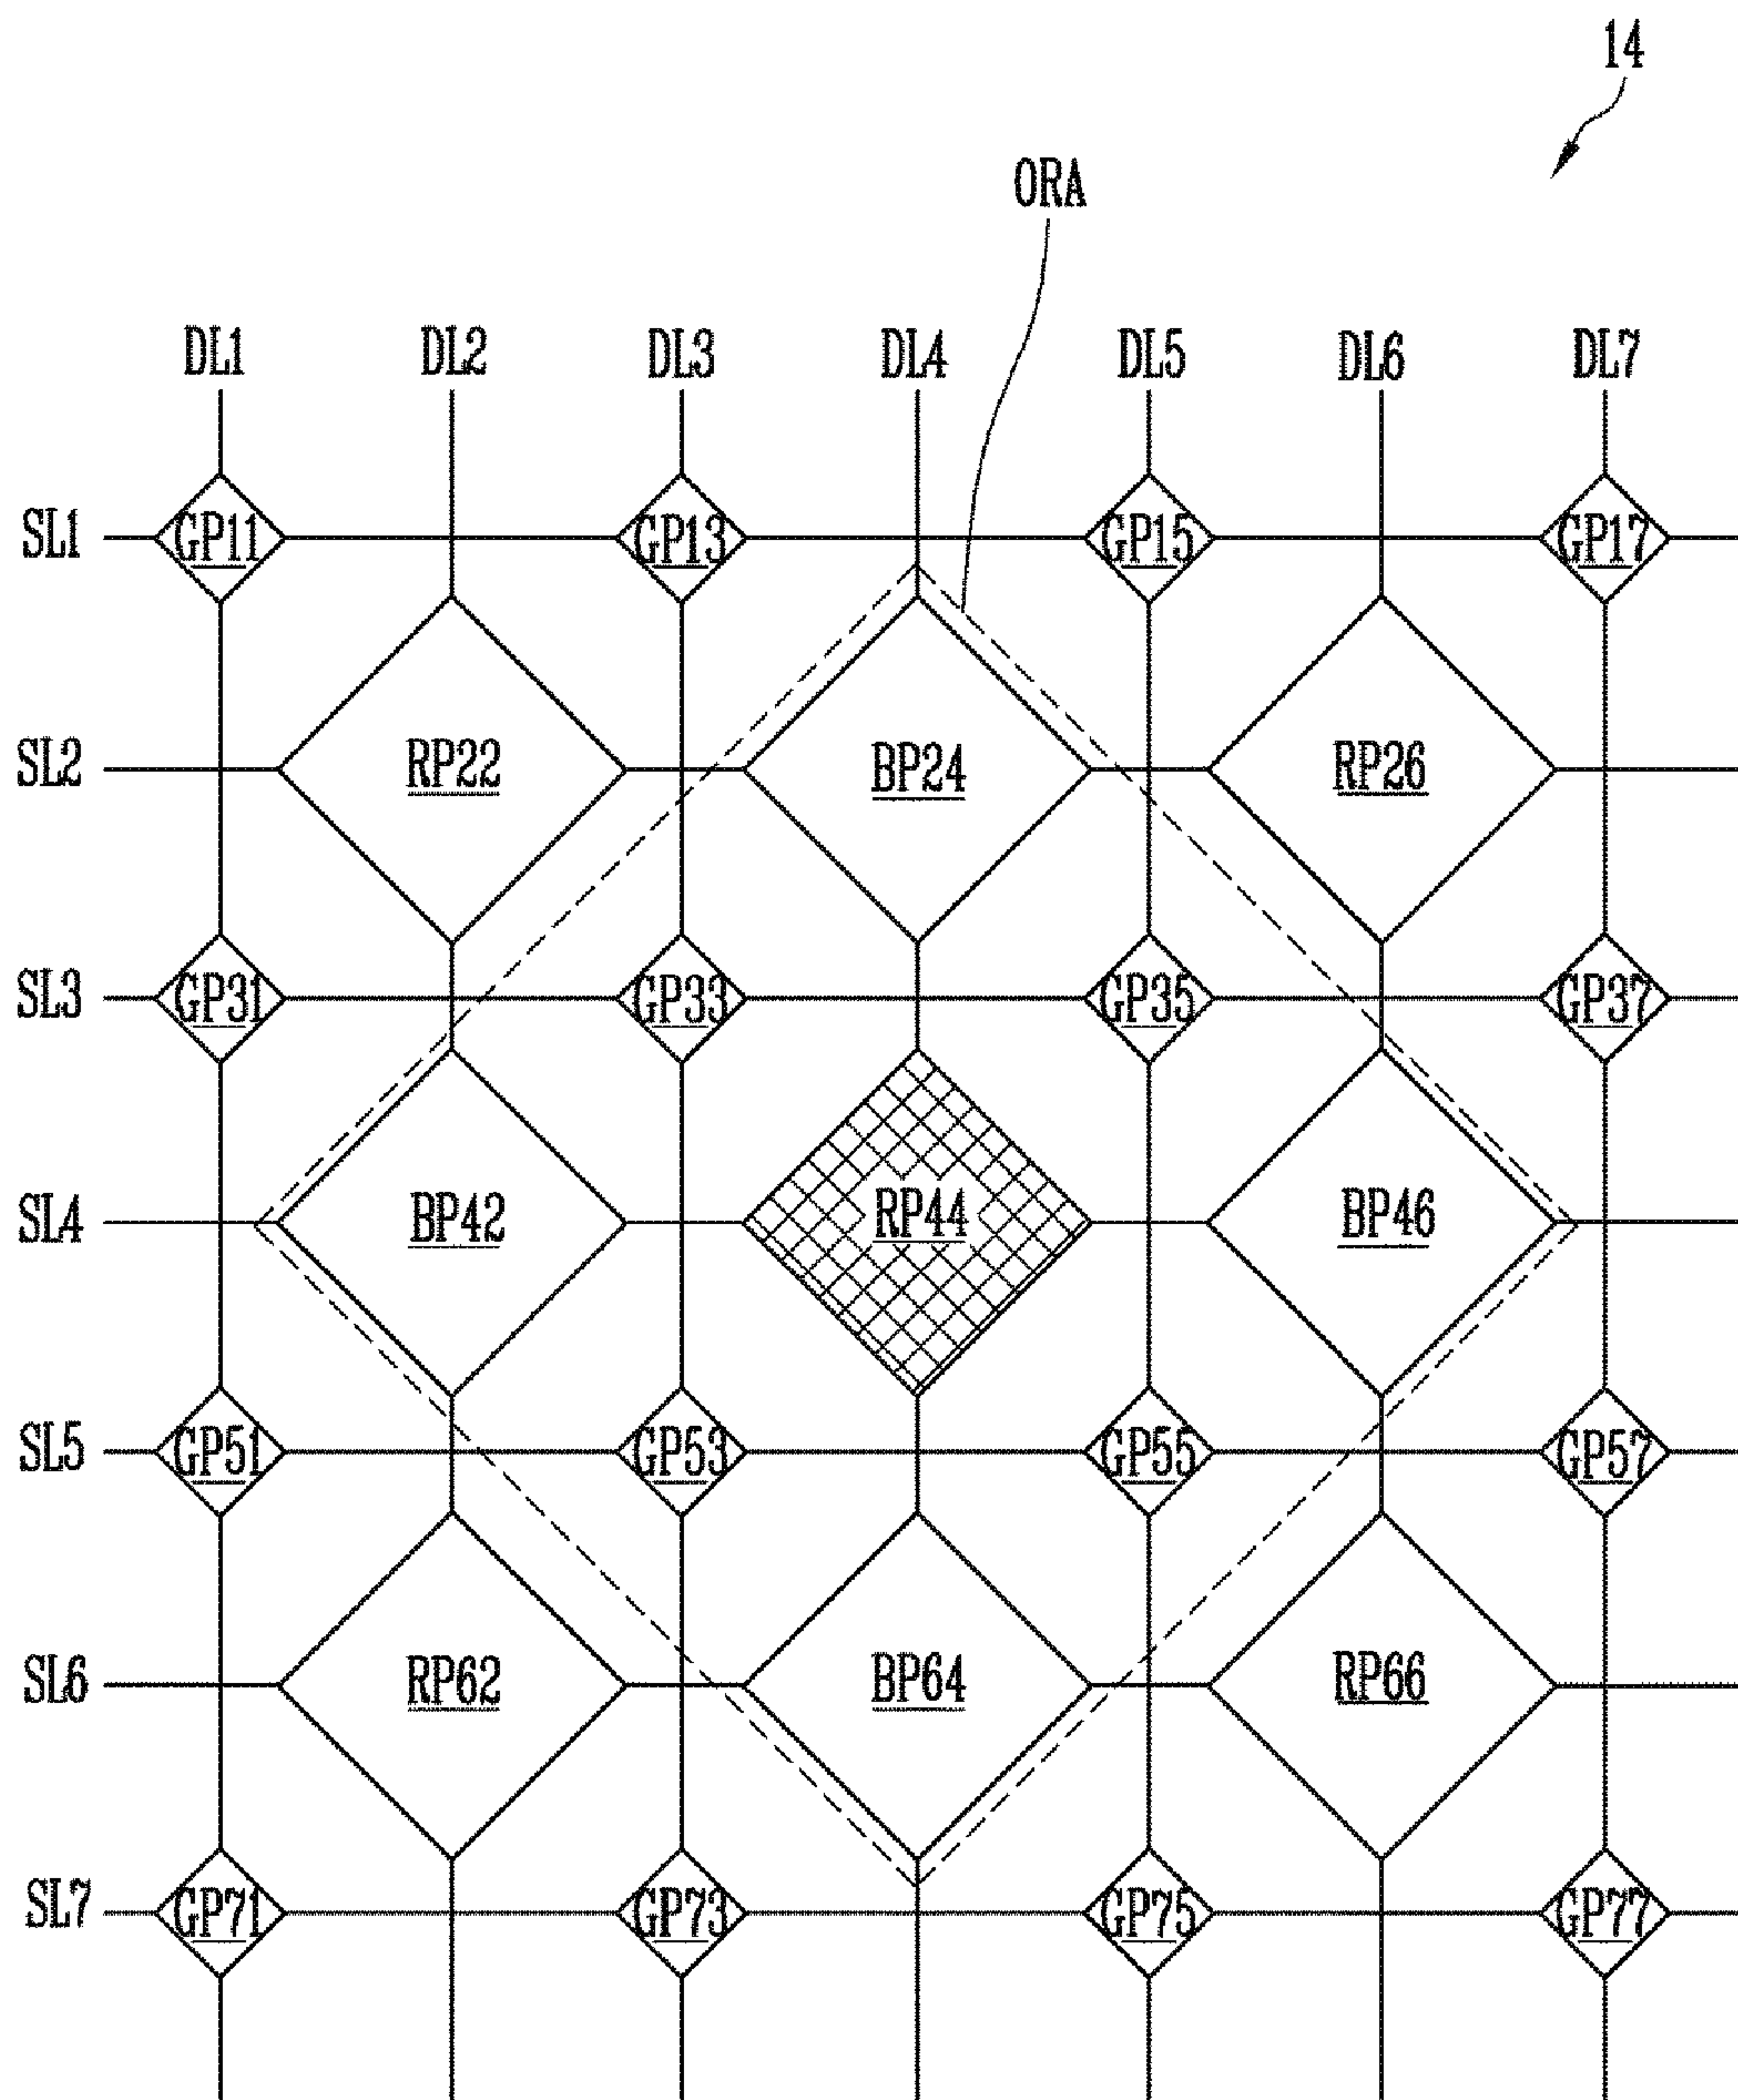 14
ORA
DL1 DL2 DL3 DL4 DL5 DL6 DL7
SL1 GP11 GP13 GP15 GP17
SL2 RP22 BP24 RP26
SL3 GP31 GP33 GP35 GP37
SL4 BP42 RP44 BP46
SL5 GP51 GP53 GP55 GP57
SL6 RP62 BP64 RP66
SL7 GP71 GP73 GP75 GP77